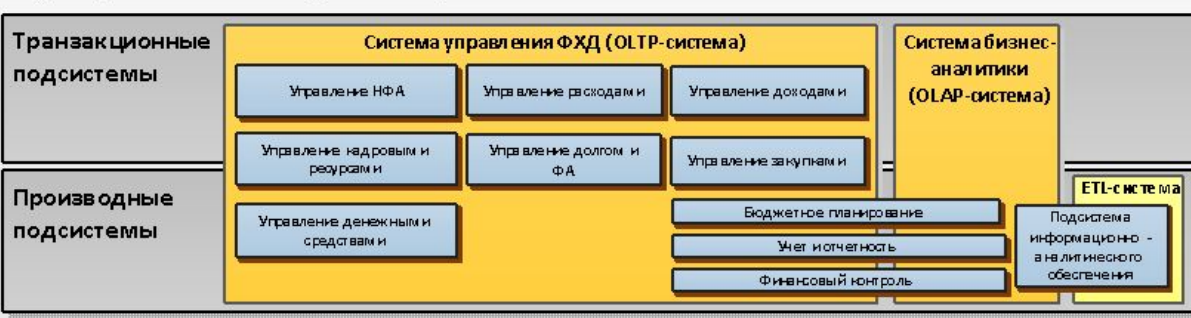 Транзакционные
подсистемы
Система управления ФХД (OLTP-система)
Система бизнес-
аналитики
(OLAP-система)
Управление НФА
Управление расходами
Управление доходами
Управление кадровыми
ресурсами
Управление долгом и
ФА
Управление закупками
Производные
подсистемы
ETL-система
Управление денежными
средствами
Бюджетное планирование
Учет и отчетность
Финансовый контроль
Подсистема
информационно -
аналитического
обеспечения